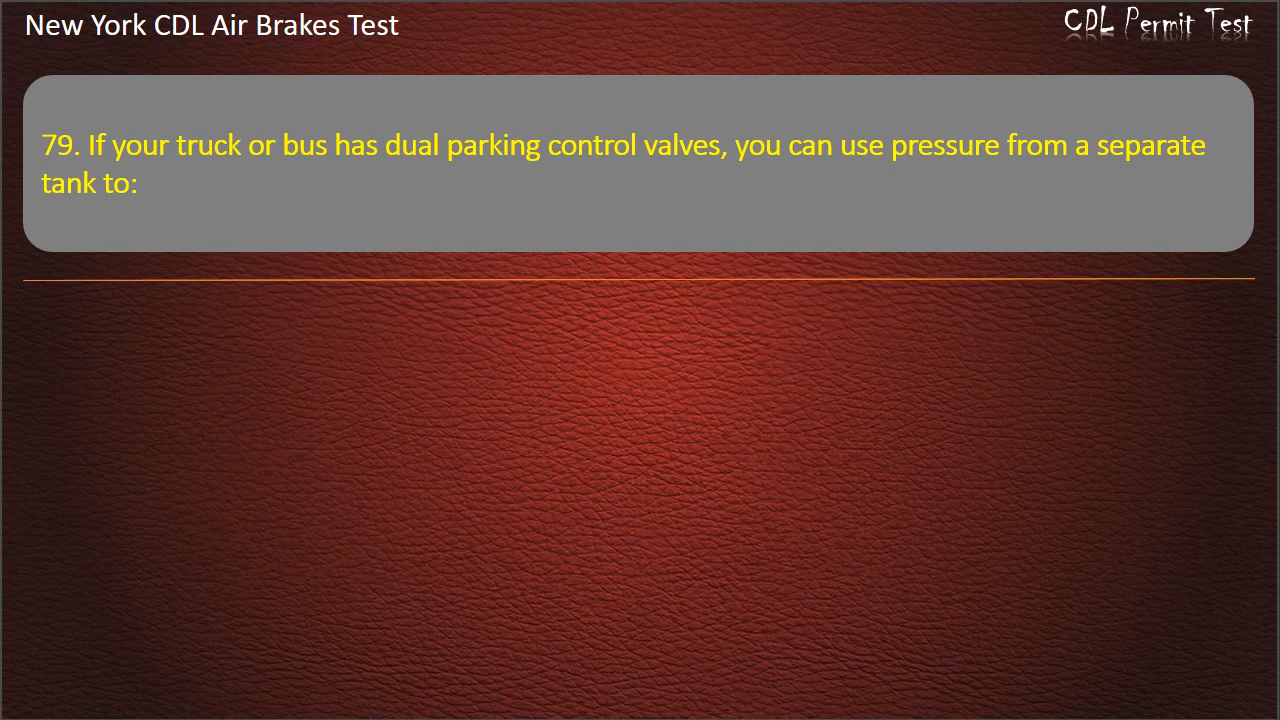 New York CDL Air Brakes Test
CDL Permit Test
79. If your truck or bus has dual parking control valves, you can use pressure from a separate
tank to: